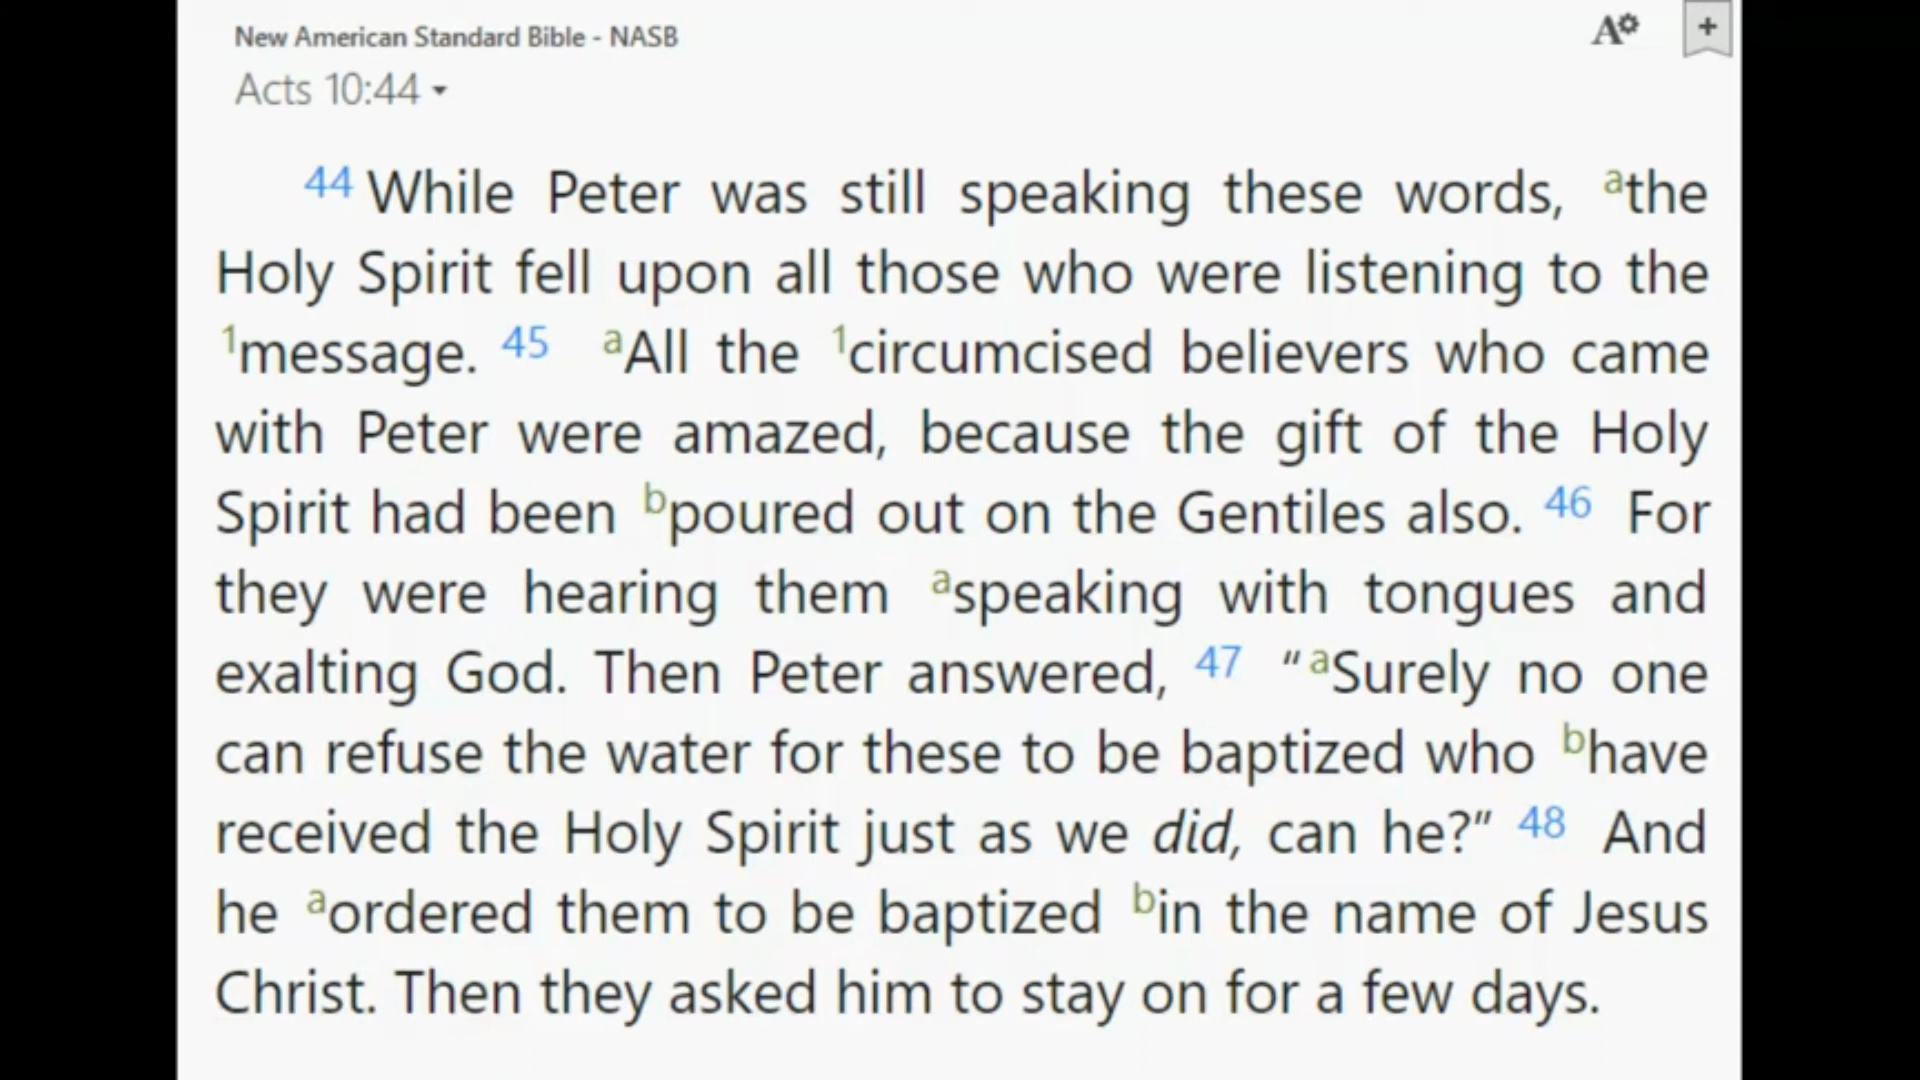 New American Standard Bible - NASB
A
+
Acts 10:44
44 While Peter was still speaking these words, athe
Holy Spirit fell upon all those who were listening to the
1message. 45 aAll the 1circumcised believers who came
with Peter were amazed, because the gift of the Holy
Spirit had been bpoured out on the Gentiles also. 46 For
they were hearing them aspeaking with tongues and
exalting God. Then Peter answered, 47 “aSurely no one
can refuse the water for these to be baptized who bhave
received the Holy Spirit just as we did, can he?” 48 And
he aordered them to be baptized bin the name of Jesus
Christ. Then they asked him to stay on for a few days.